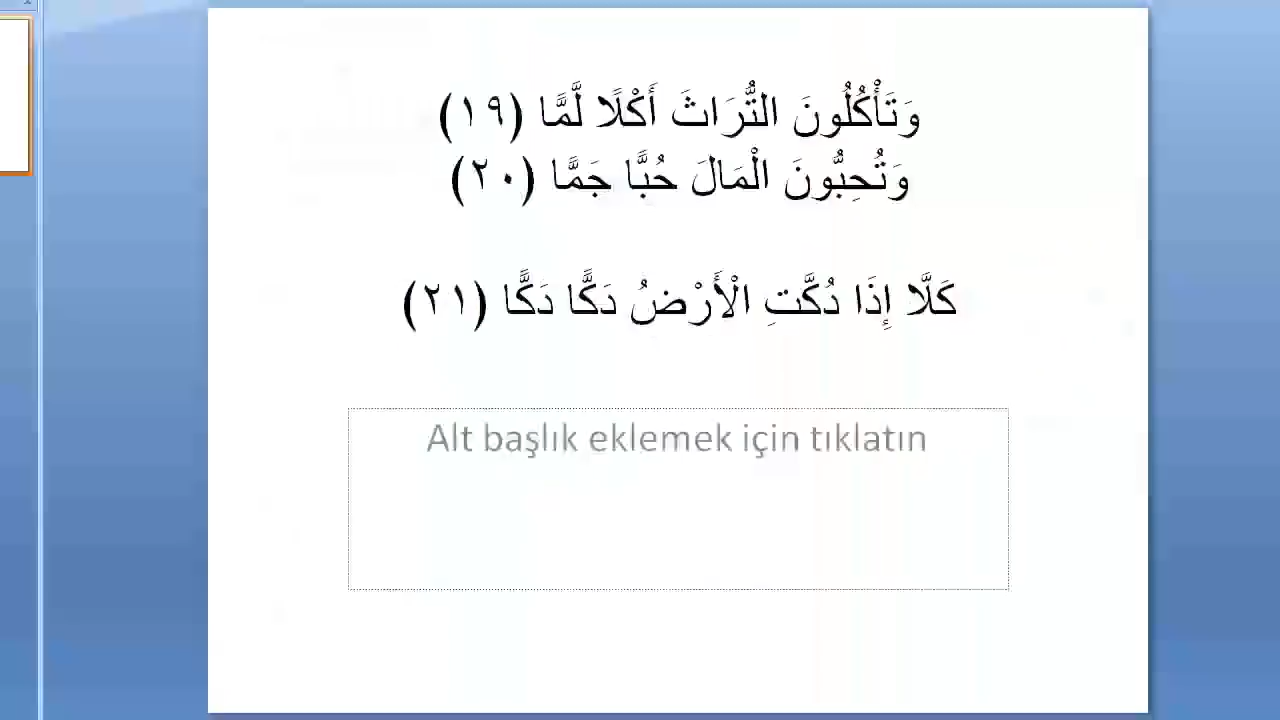 وَتَأْكُلُونَ التُّرَاثَ أَكْلًا لَّمًّا (١٩)
وَتُحِبُّونَ الْمَالَ حُبًّا جَمًّا (٢٠)
كَلَّا إِذَا دُكَّتِ الْأَرْضُ دَكًّا دَكًّا (٢١)
Alt başlık eklemek için tıklatın